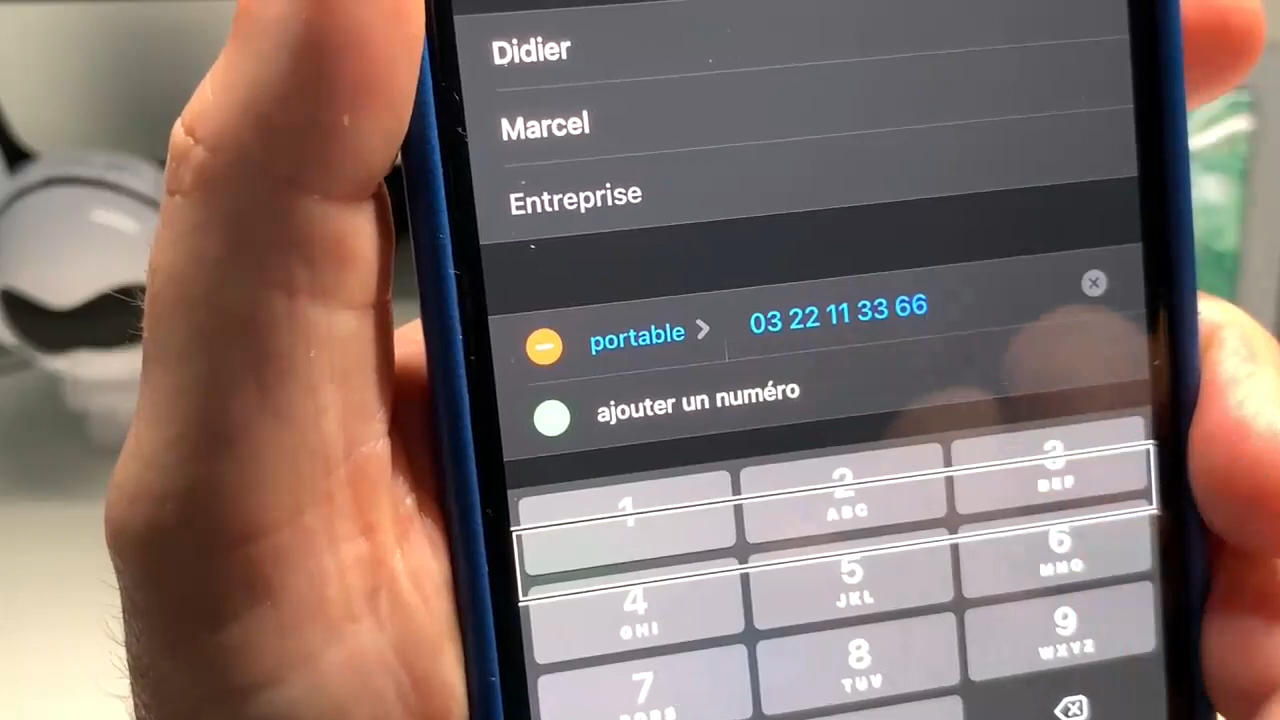 Didier
Marcel
Entreprise
portable 03 22 11 33 66
ajouter un numéro
1 2 3
ABC DEF
4 5 6
GHI JKL MNO
7 8 9
PQRS TUV WXYZ